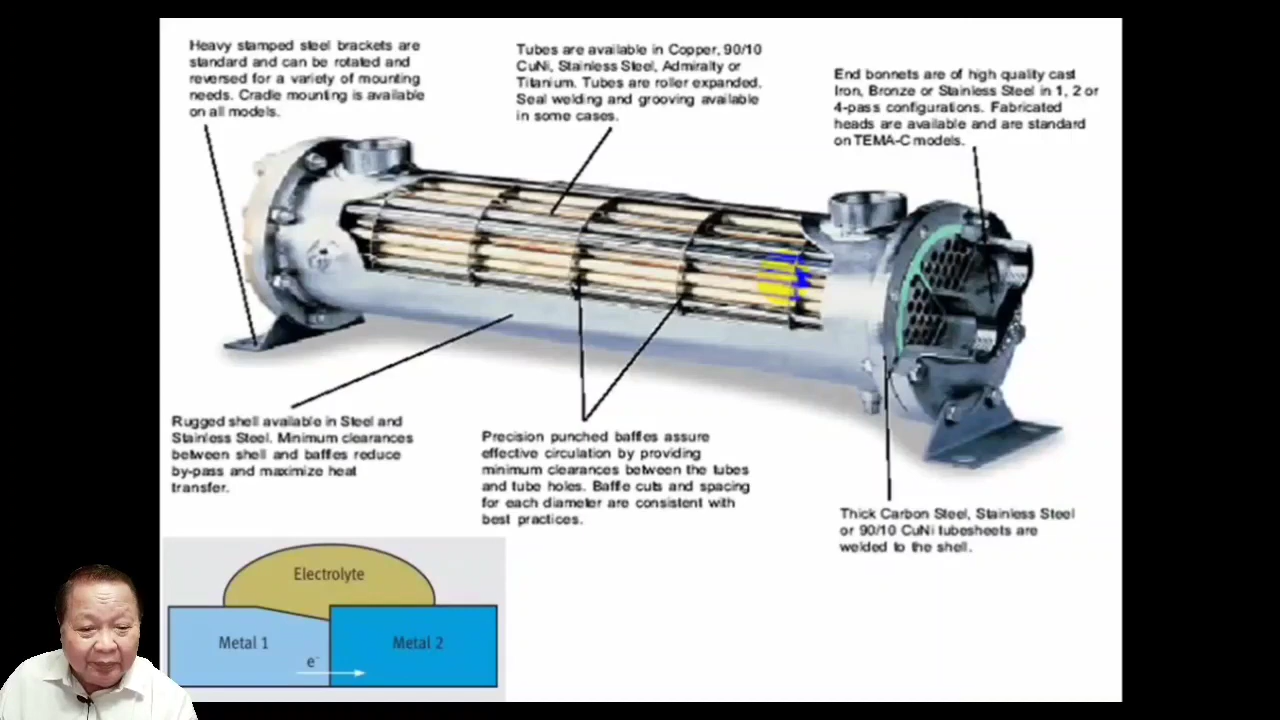 Heavy stamped steel brackets are
standard and can be rotated and
reversed for a variety of mounting
needs. Cradle mounting is available
on all models.
Tubes are available in Copper, 90/10
CuNi, Stainless Steel, Admiralty or
Titanium. Tubes are roller expanded.
Seal welding and grooving available
in some cases.
End bonnets are of high quality cast
Iron, Bronze or Stainless Steel in 1, 2 or
4-pass configurations. Fabricated
heads are available and are standard
on TEMA-C models.
Rugged shell available in Steel and
Stainless Steel. Minimum clearances
between shell and baffles reduce
by-pass and maximize heat
transfer.
Precision punched baffles assure
effective circulation by providing
minimum clearances between the tubes
and tube holes. Baffle cuts and spacing
for each diameter are consistent with
best practices.
Thick Carbon Steel, Stainless Steel
or 90/10 CuNi tubesheets are
welded to the shell.
Electrolyte
Metal 1
Metal 2
e⁻